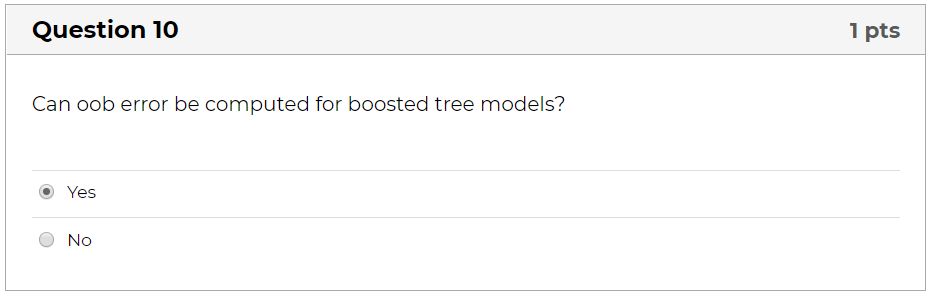 Question 10
1 pts
Can oob error be computed for boosted tree models?
Yes
No